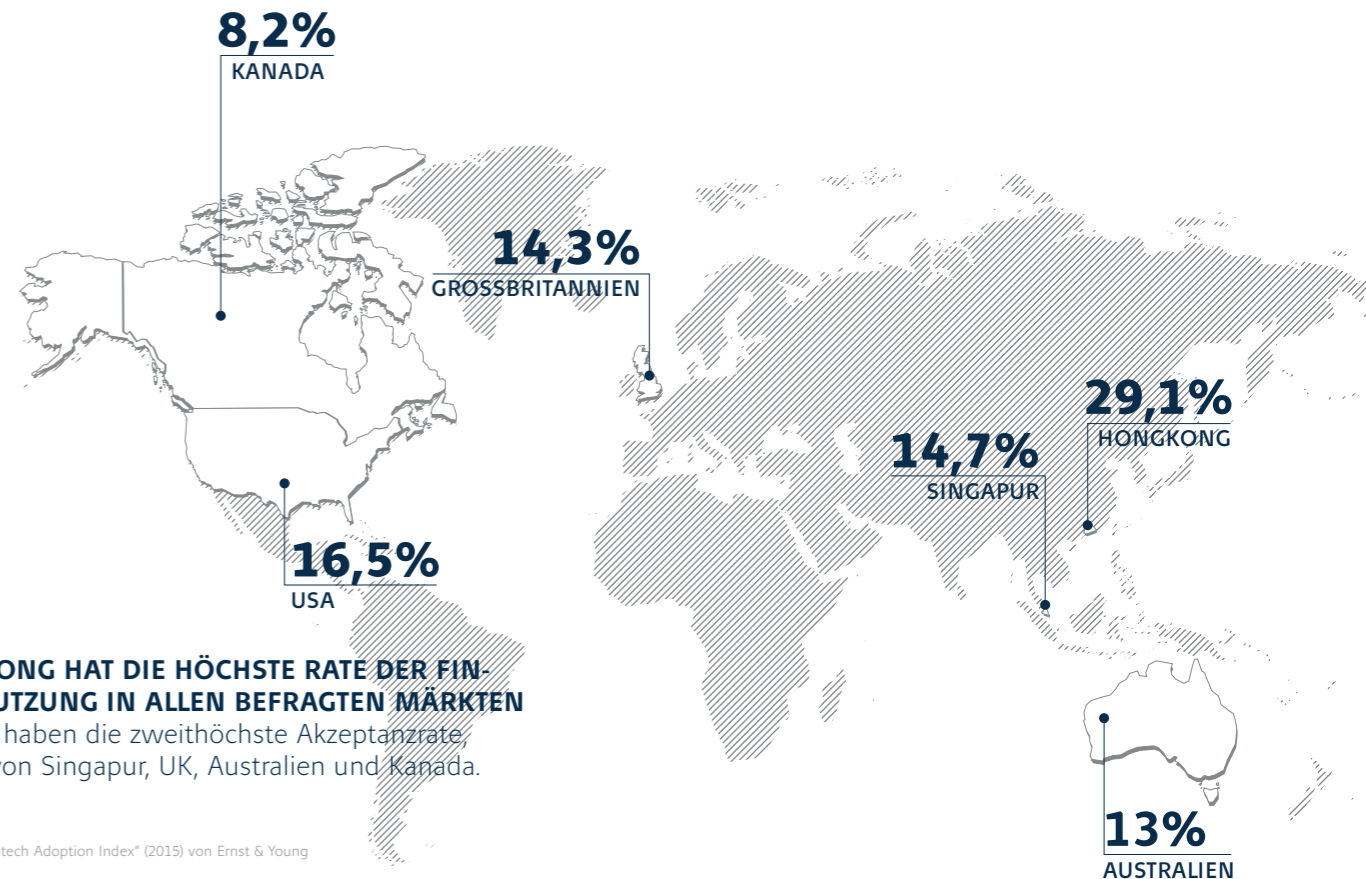 8,2%
KANADA
14,3%
GROSSBRITANNIEN
29,1%
HONGKONG
14,7%
SINGAPUR
16,5%
USA
ONG HAT DIE HÖCHSTE RATE DER FIN-
UTZUNG IN ALLEN BEFRAGTEN MÄRKTEN
haben die zweithöchste Akzeptanzrate,
von Singapur, UK, Australien und Kanada.
tech Adoption Index“ (2015) von Ernst & Young
13%
AUSTRALIEN